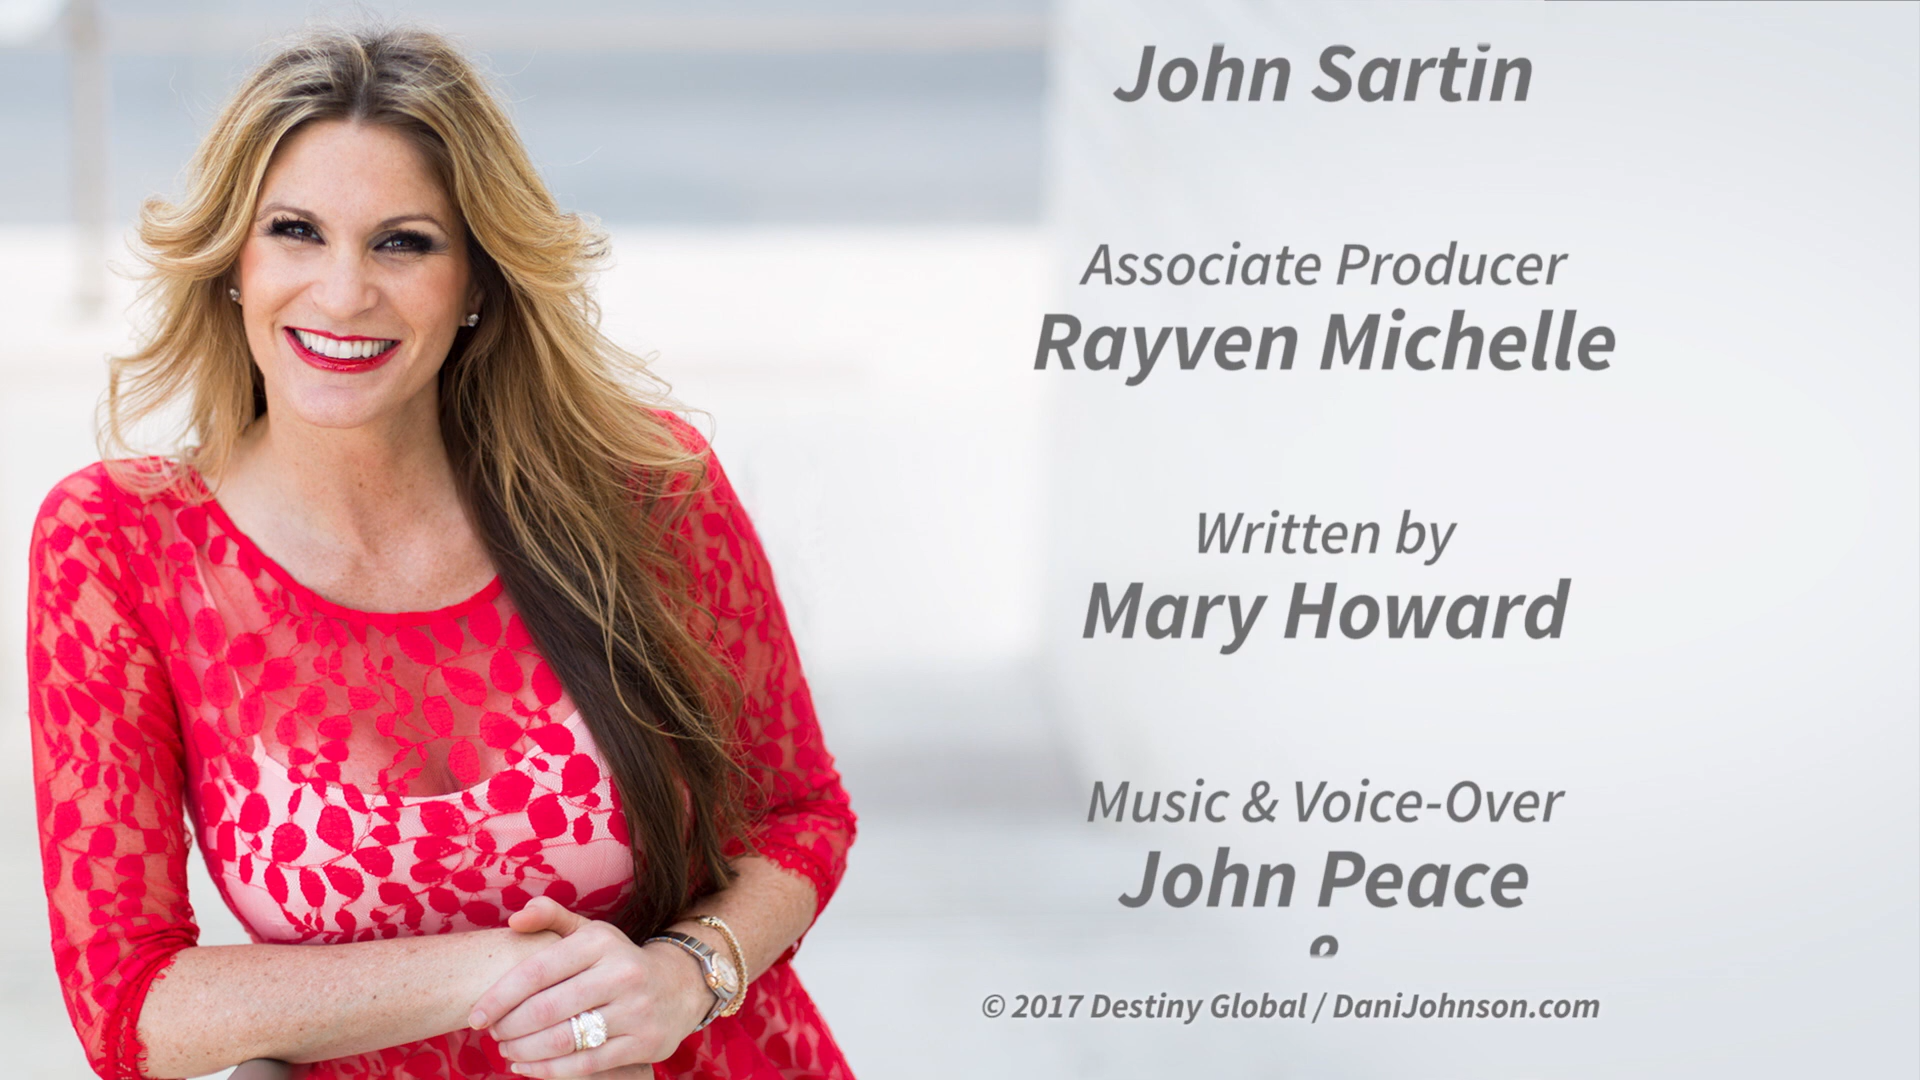 John Sartin
Associate Producer
Rayven Michelle
Written by
Mary Howard
Music & Voice-Over
John Peace
© 2017 Destiny Global / DaniJohnson.com